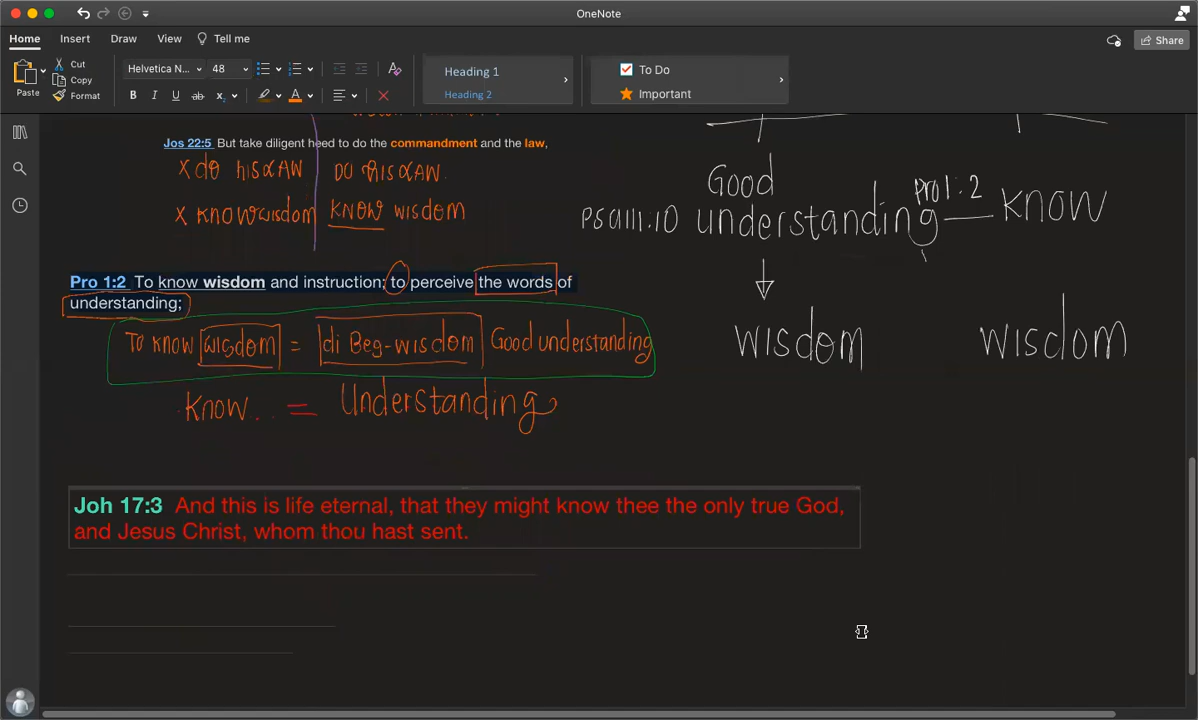 OneNote
Home Insert Draw View Tell me
Share
Paste
Cut
Copy
Format
Helvetica N... 48
B I U ab X₂ A
Heading 1
Heading 2
To Do
Important
Jos 22:5 But take diligent heed to do the commandment and the law,
X do his LAW DO this LAW
X know wisdom KNOW wisdom
Good
PSa111:10 understanding Pro1:2 know
wisdom wisdom
Pro 1:2 To know wisdom and instruction; to perceive the words of
understanding;
To know wisdom = di Beg-wisdom Good understanding
Know.. = Understanding
Joh 17:3 And this is life eternal, that they might know thee the only true God,
and Jesus Christ, whom thou hast sent.